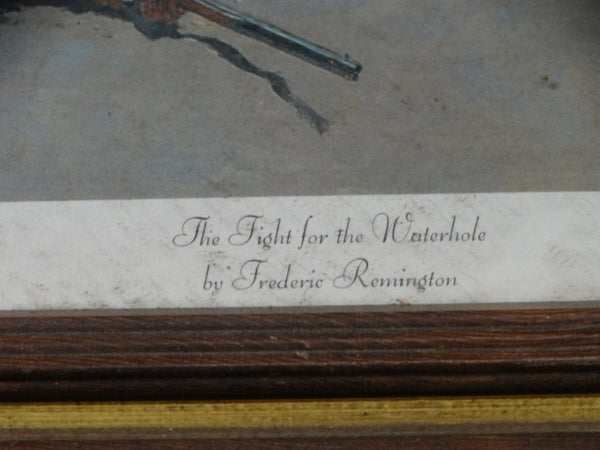 The Fight for the Waterhole
by Frederic Remington